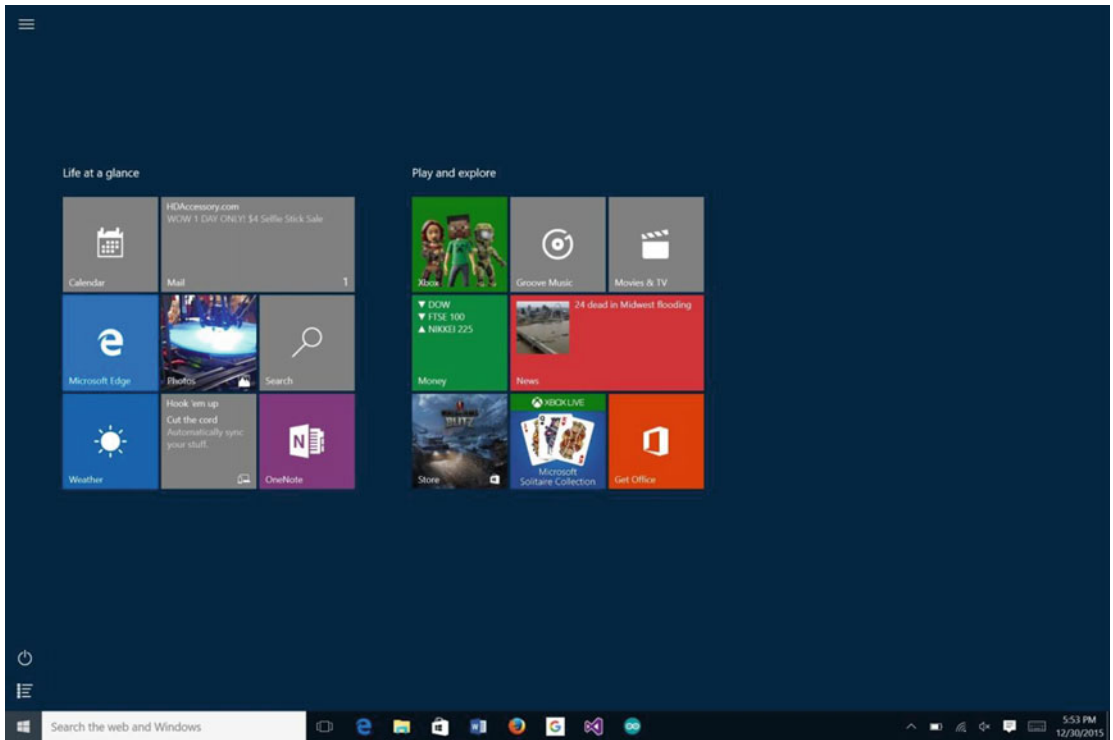 Life at a glance
Play and explore
HDAccessory.com
WOW 1 DAY ONLY! $4 Selfie Stick Sale
Calendar
Mail
1
Xbox
Groove Music
Movies & TV
▼ DOW
▼ FTSE 100
▲ NIKKEI 225
24 dead in Midwest flooding
Microsoft Edge
Photos
Search
Money
News
Hook 'em up
Cut the cord
Automatically sync
your stuff.
Weather
OneNote
BLITZ
Store
XBOX LIVE
Microsoft
Solitaire Collection
Get Office
Search the web and Windows
5:53 PM
12/30/2015